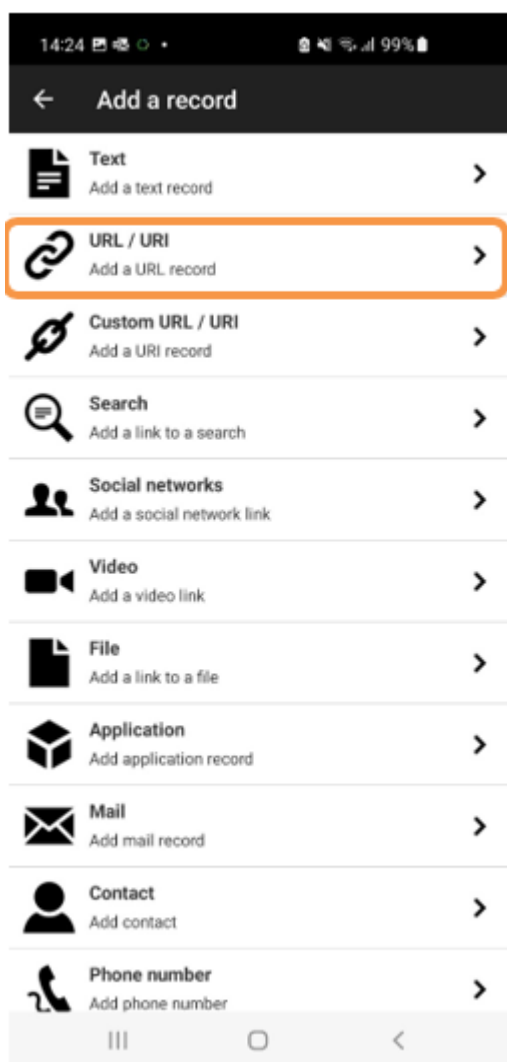 14:24 99%
Add a record
Text
Add a text record
URL / URI
Add a URL record
Custom URL / URI
Add a URI record
Search
Add a link to a search
Social networks
Add a social network link
Video
Add a video link
File
Add a link to a file
Application
Add application record
Mail
Add mail record
Contact
Add contact
Phone number
Add phone number